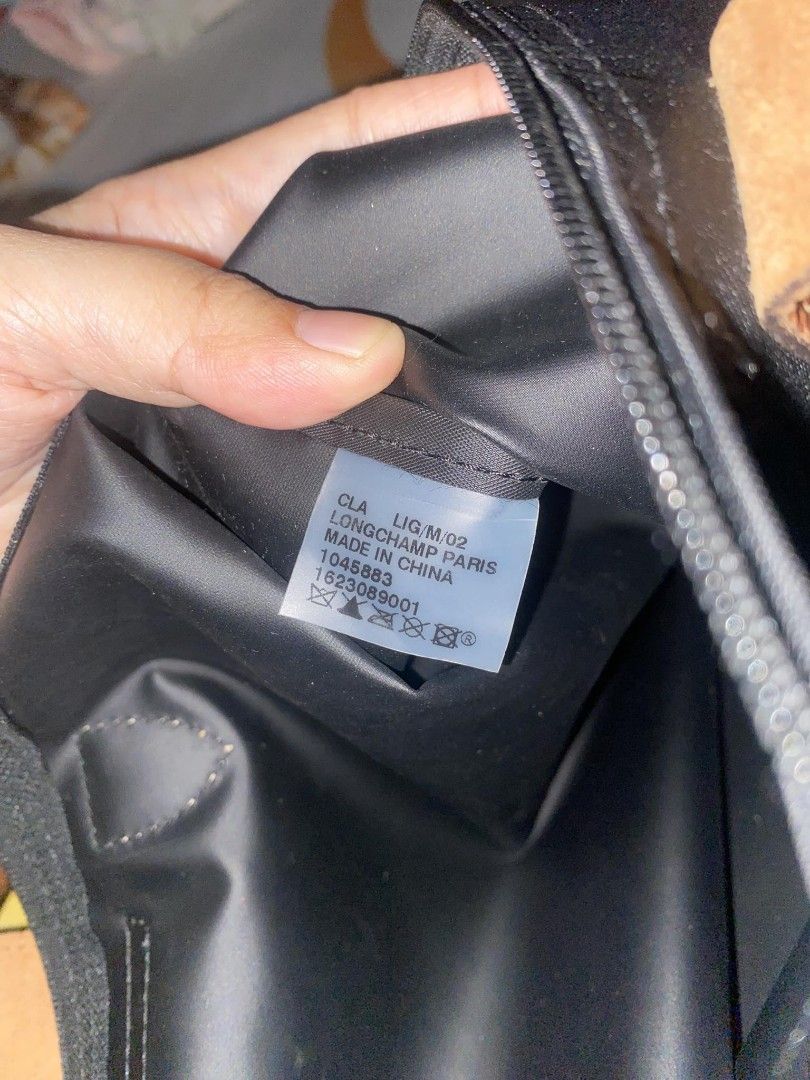 CLA LIG/M/02
LONGCHAMP PARIS
MADE IN CHINA
1045883
1623089001
®